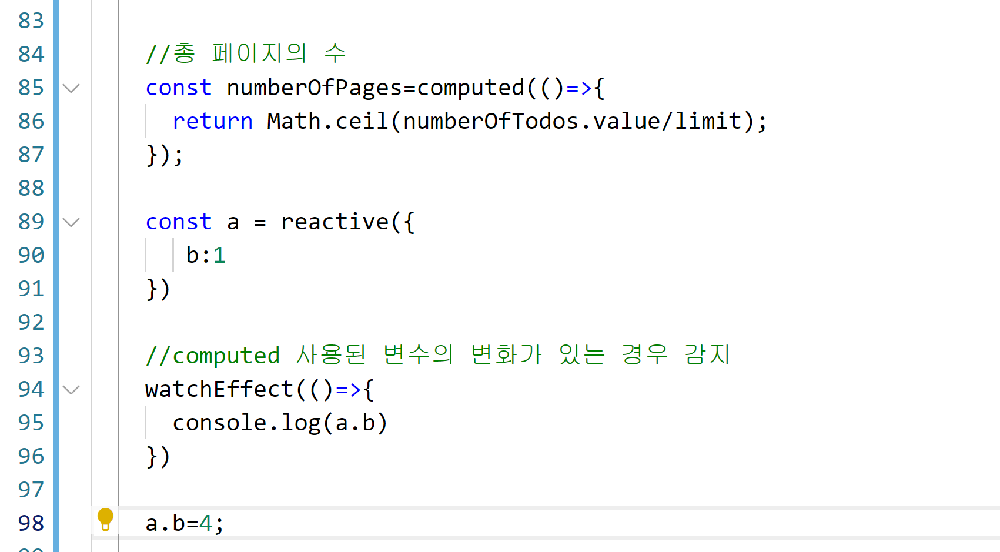 83
84 //총 페이지의 수
85 const numberOfPages=computed(()=>{
86 return Math.ceil(numberOfTodos.value/limit);
87 });
88
89 const a = reactive({
90 b:1
91 })
92
93 //computed 사용된 변수의 변화가 있는 경우 감지
94 watchEffect(()=>{
95 console.log(a.b)
96 })
97
98 a.b=4;